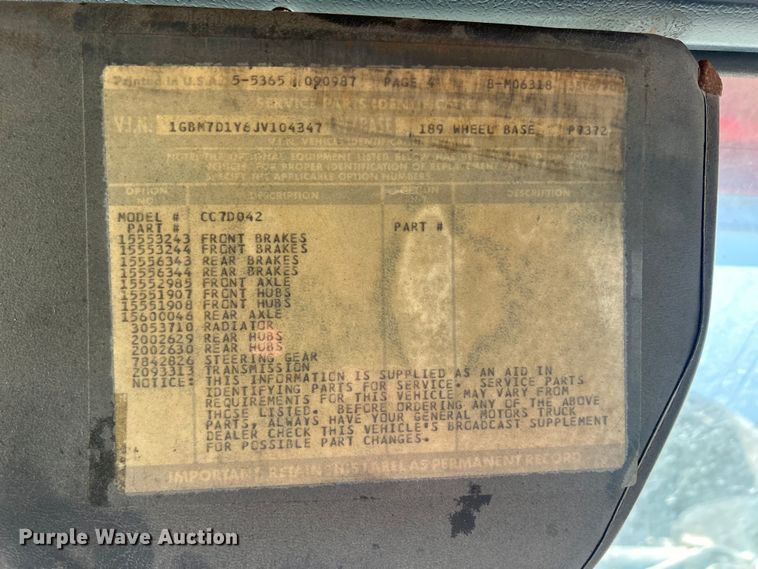 Printed in U.S.A. 5-5365 090987 PAGE 4 B-M06318
SERVICE PARTS IDENTIFICATION
V.I.N. 1GBM7D1Y6JV104347 189 WHEEL BASE P9372
OPTION NO. DESCRIPTION OPTION DESCRIPTION
MODEL # CC7D042
PART # PART #
15553243 FRONT BRAKES
15553244 FRONT BRAKES
15556343 REAR BRAKES
15556344 REAR BRAKES
15552985 FRONT AXLE
15551907 FRONT HUBS
15551908 FRONT HUBS
15600046 REAR AXLE
3053710 RADIATOR
2002629 REAR HUBS
2002630 REAR HUBS
7842826 STEERING GEAR
2093313 TRANSMISSION
NOTICE: THIS INFORMATION IS SUPPLIED AS AN AID IN
IDENTIFYING PARTS FOR SERVICE. SERVICE PARTS
REQUIREMENTS FOR THIS VEHICLE MAY VARY FROM
THOSE LISTED. BEFORE ORDERING ANY OF THE ABOVE
PARTS, ALWAYS HAVE YOUR GENERAL MOTORS TRUCK
DEALER CHECK THIS VEHICLE'S BROADCAST SUPPLEMENT
FOR POSSIBLE PART CHANGES.
IMPORTANT RETAIN THIS LABEL AS PERMANENT RECORD
Purple Wave Auction